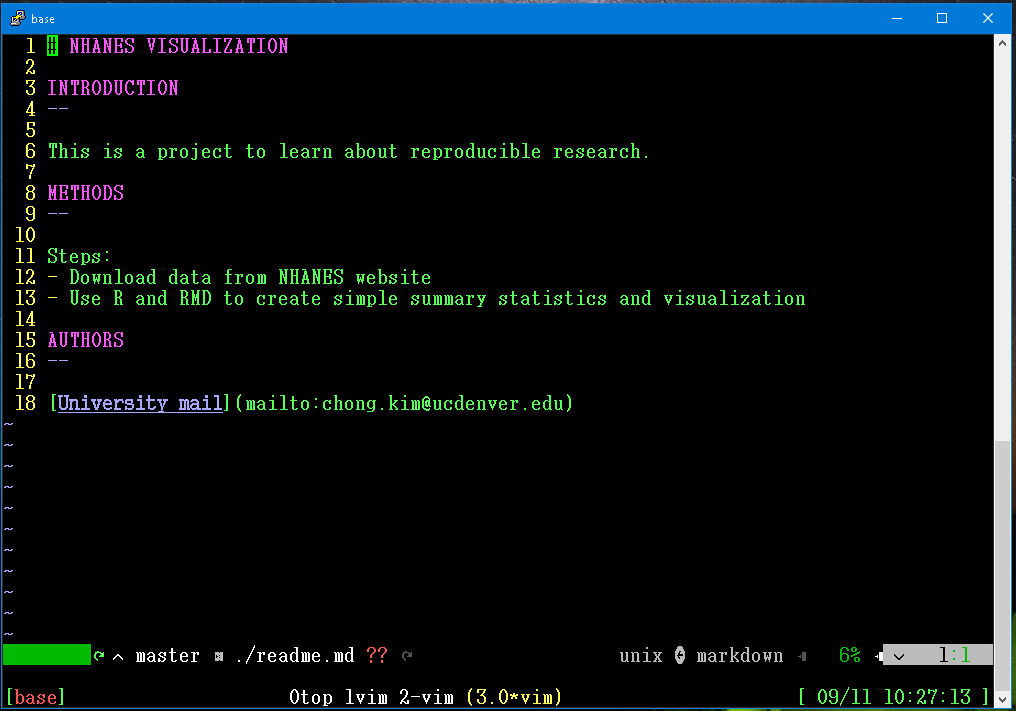 base
1 # NHANES VISUALIZATION
2
3 INTRODUCTION
4 --
5
6 This is a project to learn about reproducible research.
7
8 METHODS
9 --
10
11 Steps:
12 - Download data from NHANES website
13 - Use R and RMD to create simple summary statistics and visualization
14
15 AUTHORS
16 --
17
18 [University mail](mailto:chong.kim@ucdenver.edu)
~
~
~
~
~
~
~
~
~
~
~
master ./readme.md ?? unix markdown 6% 1:1
[base] 0top 1vim 2-vim (3.0*vim) [ 09/11 10:27:13 ]